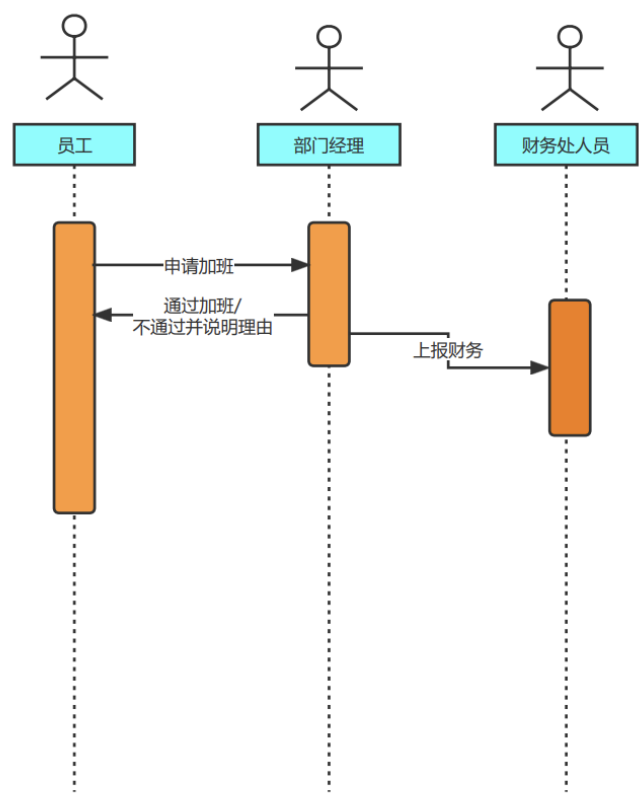 员工
部门经理
财务处人员
申请加班
通过加班/
不通过并说明理由
上报财务